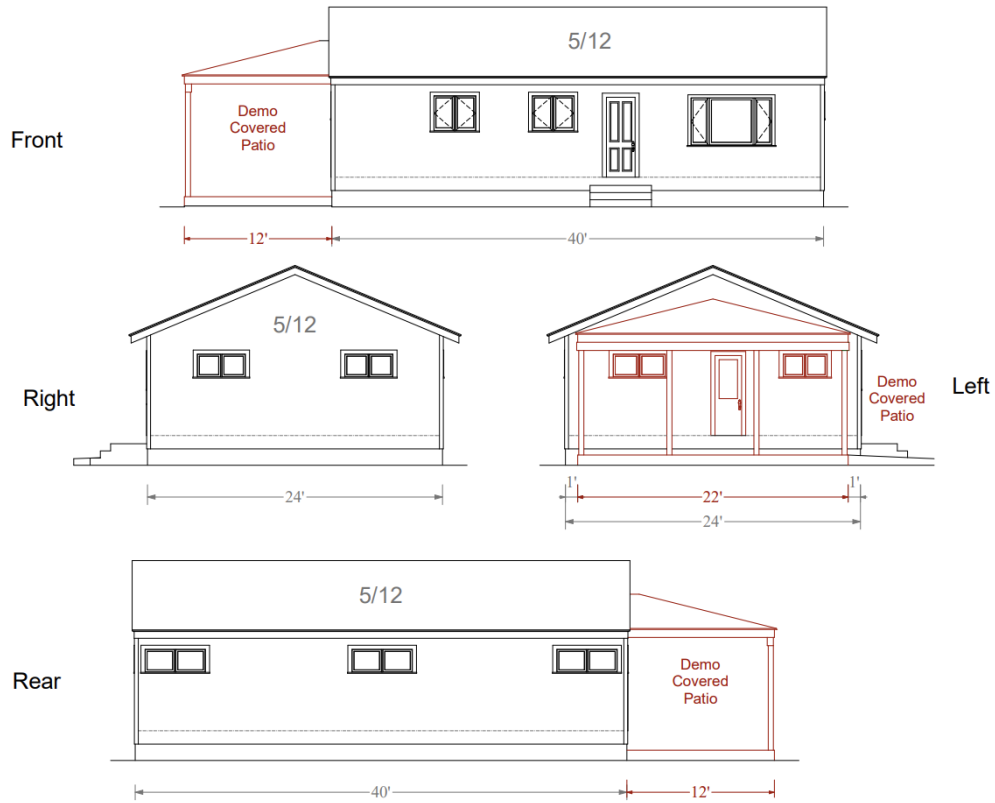 5/12
Demo
Covered
Patio
Front
12'
40'
5/12
Right
24'
Demo
Covered
Patio
Left
1'
22'
1'
24'
5/12
Demo
Covered
Patio
Rear
40'
12'